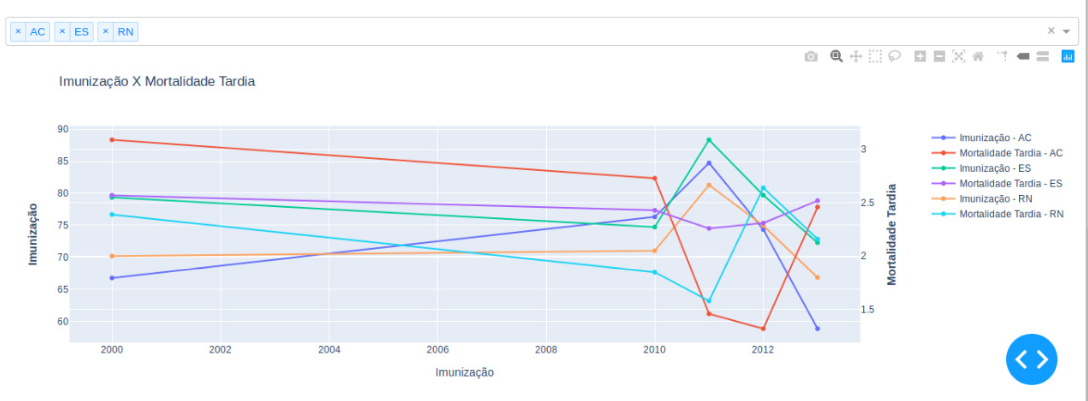 × AC × ES × RN ×
Imunização X Mortalidade Tardia
90
85
80
75
70
65
60
Imunização
3
2.5
2
1.5
Mortalidade Tardia
2000 2002 2004 2006 2008 2010 2012
Imunização
Imunização - AC
Mortalidade Tardia - AC
Imunização - ES
Mortalidade Tardia - ES
Imunização - RN
Mortalidade Tardia - RN